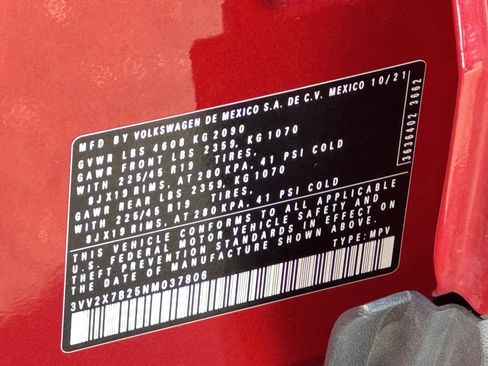 MFD BY VOLKSWAGEN DE MEXICO S.A. DE C.V. MEXICO 10/21
GVWR LBS 4608 KG 2090
GAWR FRONT LBS 2359, KG 1070
WITH 225/45 R19 TIRES,
8JX19 RIMS, AT 280 KPA, 41 PSI COLD
GAWR REAR LBS 2359, KG 1070
WITH 225/45 R19 TIRES,
8JX19 RIMS, AT 280 KPA, 41 PSI COLD
THIS VEHICLE CONFORMS TO ALL APPLICABLE
U.S. FEDERAL MOTOR VEHICLE SAFETY AND
THEFT PREVENTION STANDARDS IN EFFECT ON
THE DATE OF MANUFACTURE SHOWN ABOVE.
3VV2X7B25NM037806 TYPE: MPV
3636402 3662